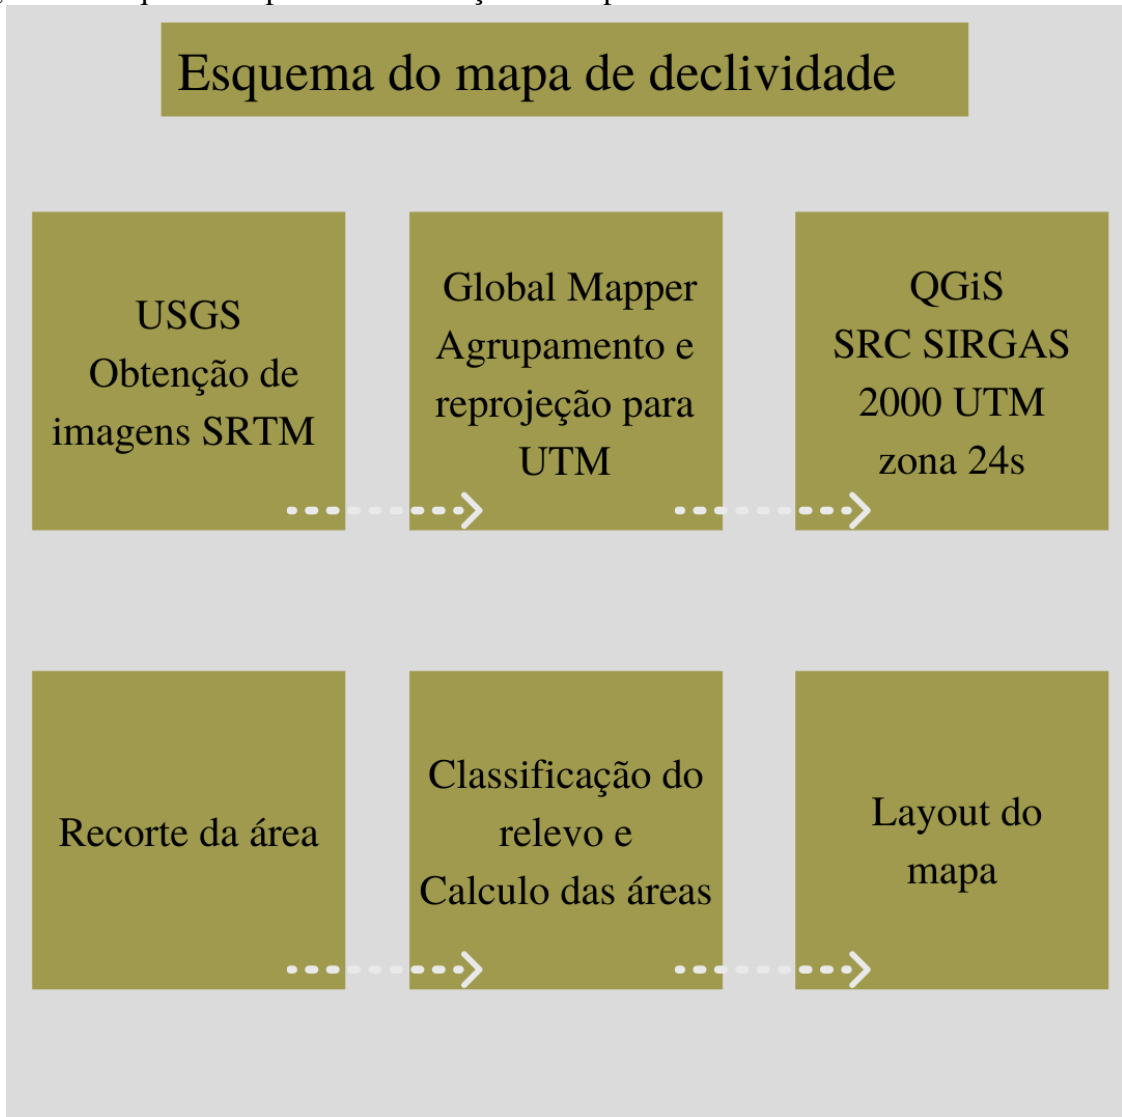 Esquema do mapa de declividade
USGS
Obtenção de
imagens SRTM
Global Mapper
Agrupamento e
reprojeção para
UTM
QGiS
SRC SIRGAS
2000 UTM
zona 24s
Recorte da área
Classificação do
relevo e
Calculo das áreas
Layout do
mapa